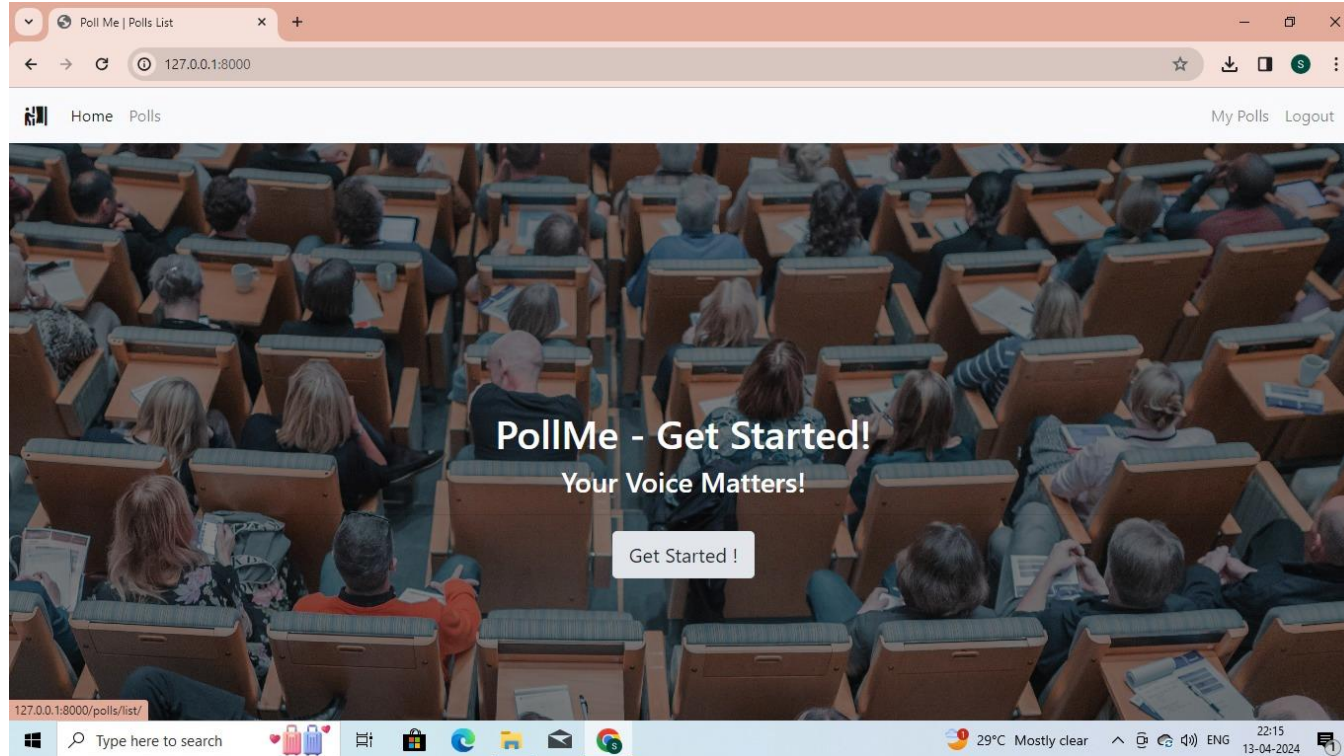 Poll Me | Polls List
127.0.0.1:8000
S
Home Polls My Polls Logout
PollMe - Get Started!
Your Voice Matters!
Get Started !
127.0.0.1:8000/polls/list/
Type here to search
1
29°C Mostly clear
ENG
22:15
13-04-2024